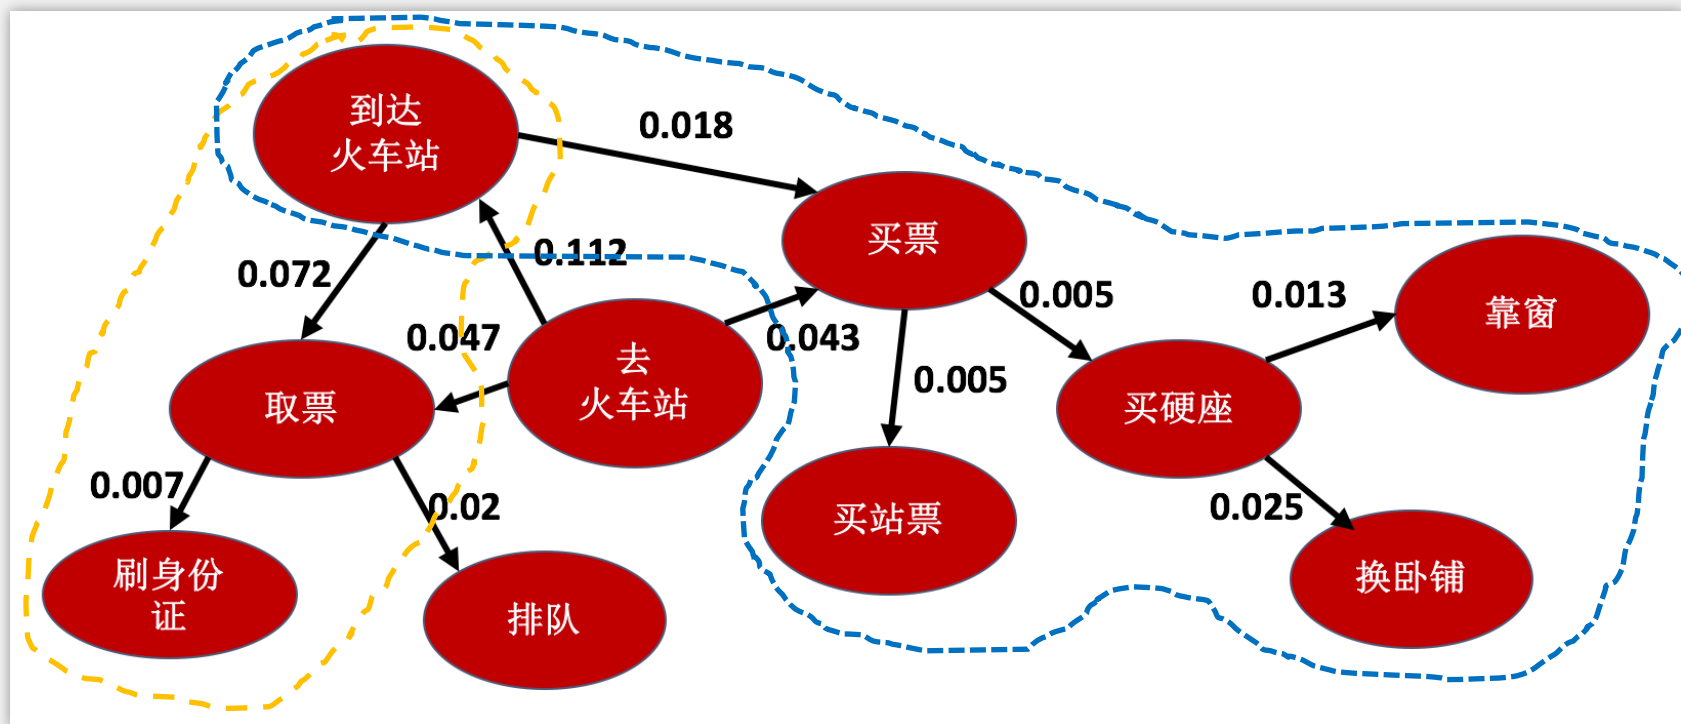 到达
火车站
0.018
买票
0.112
0.072
0.005
0.013
靠窗
0.047
去
火车站
0.043
0.005
取票
买硬座
0.007
0.02
买站票
0.025
刷身份
证
排队
换卧铺